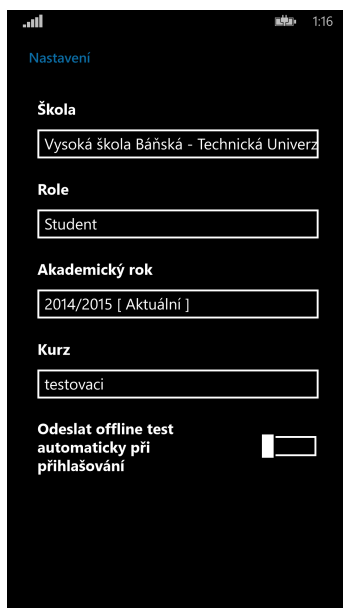 1:16
Nastavení
Škola
Vysoká škola Báňská - Technická Univerz
Role
Student
Akademický rok
2014/2015 [ Aktuální ]
Kurz
testovaci
Odeslat offline test
automaticky při
přihlašování